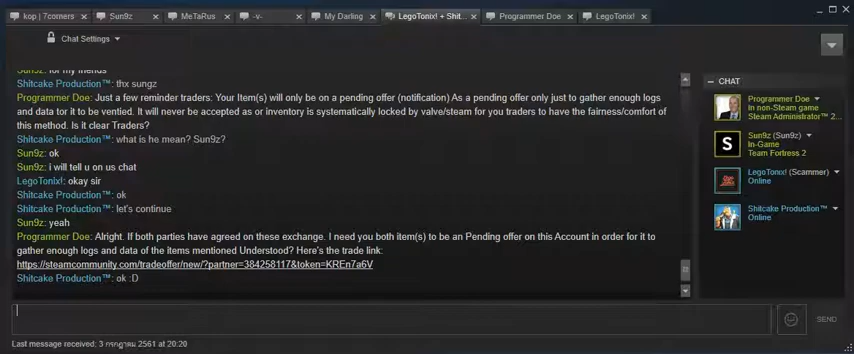 kop | 7corners
Sun9z
MeTaRus
-v-
My Darling
LegoTonix! + Shit...
Programmer Doe
LegoTonix!
Chat Settings
Sun9z: for my friends
Shitcake Production™: thx sungz
Programmer Doe: Just a few reminder traders: Your Item(s) will only be on a pending offer (notification) As a pending offer only just to gather enough logs
and data tor it to be ventied. It will never be accepted as or inventory is systematically locked by valve/steam for you traders to have the fairness/comfort of
this method. Is it clear Traders?
Shitcake Production™: what is he mean? Sun9z?
Sun9z: ok
Sun9z: i will tell u on us chat
LegoTonix!: okay sir
Shitcake Production™: ok
Shitcake Production™: let's continue
Sun9z: yeah
Programmer Doe: Alright. If both parties have agreed on these exchange. I need you both item(s) to be an Pending offer on this Account in order for it to
gather enough logs and data of the items mentioned Understood? Here's the trade link:
https://steamcommunity.com/tradeoffer/new/?partner=384258117&token=KREn7a6V
Shitcake Production™: ok :D
CHAT
Programmer Doe
In non-Steam game
Steam Administrator™ 2...
S
Sun9z (Sun9z)
In-Game
Team Fortress 2
LegoTonix! (Scammer)
Online
Shitcake Production™
Online
SEND
Last message received: 3 กรกฎาคม 2561 at 20:20